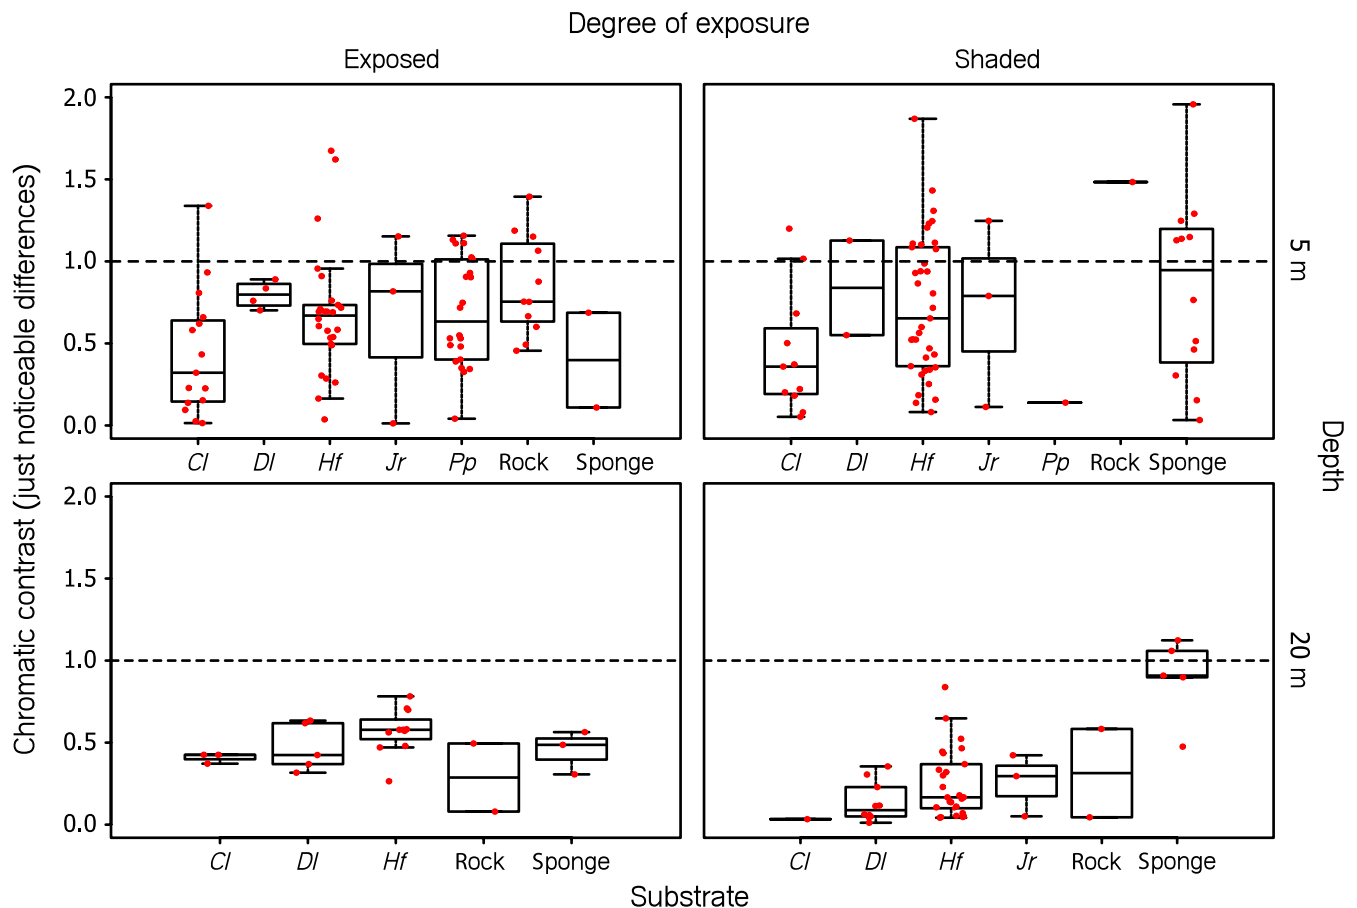 Degree of exposure
Exposed Shaded
Chromatic contrast (just noticeable differences)
2.0
1.5
1.0
0.5
0.0
Cl Dl Hf Jr Pp Rock Sponge
Cl Dl Hf Jr Pp Rock Sponge
5 m
Depth
2.0
1.5
1.0
0.5
0.0
Cl Dl Hf Rock Sponge
Cl Dl Hf Jr Rock Sponge
20 m
Substrate